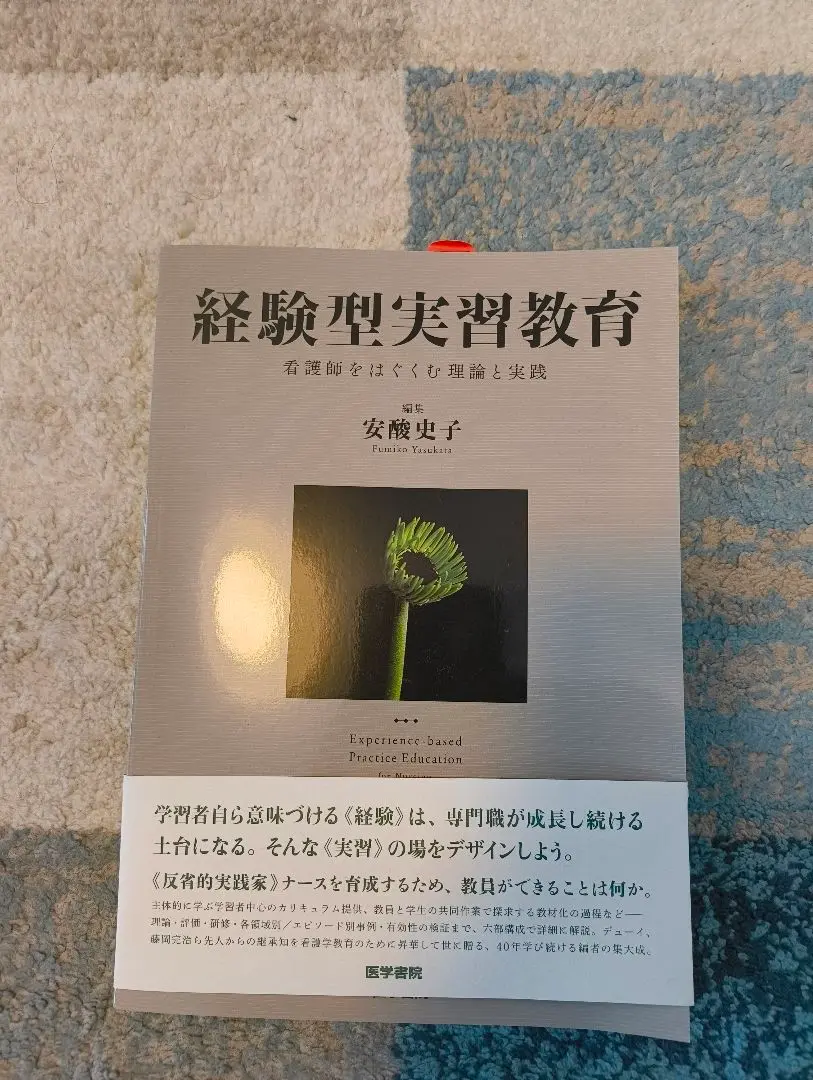 経験型実習教育
看護師をはぐくむ理論と実践
編集
安酸史子
Fumiko Yasukata
Experience-based
Practice Education
for Nursing
学習者自ら意味づける《経験》は、専門職が成長し続ける
土台になる。そんな《実習》の場をデザインしよう。
《反省的実践家》ナースを育成するため、教員ができることは何か。
主体的に学ぶ学習者中心のカリキュラム提供、教員と学生の共同作業で探求する教材化の過程など──
理論・評価・研修・各領域別／エピソード別事例・有効性の検証まで、六部構成で詳細に解説。デューイ、
藤岡完治ら先人からの継承知を看護学教育のために昇華して世に贈る、40年学び続ける編者の集大成。
医学書院